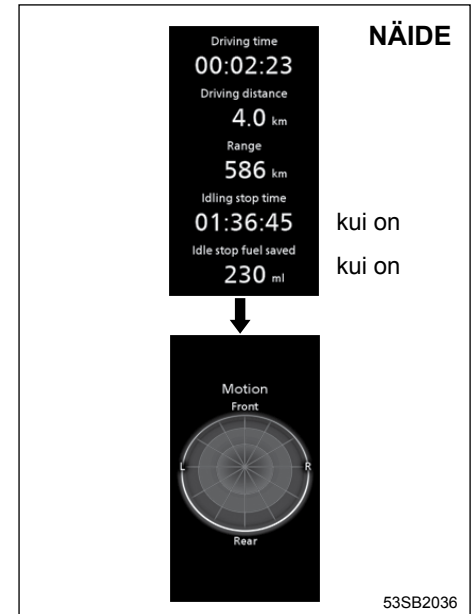 NÄIDE
Driving time
00:02:23
Driving distance
4.0 km
Range
586 km
Idling stop time
01:36:45 kui on
Idle stop fuel saved
kui on
230 ml
Motion
Front
L R
Rear
53SB2036